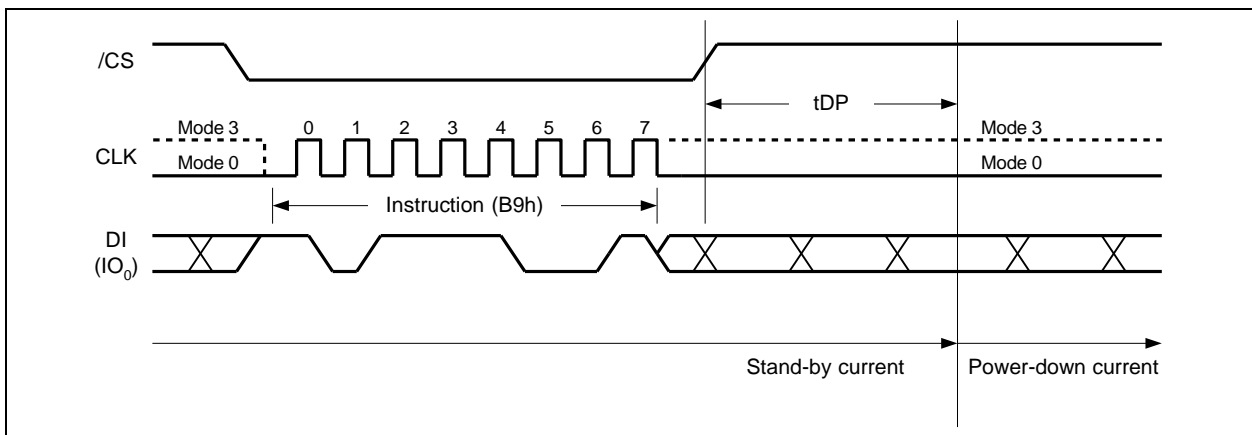 /CS
tDP
Mode 3
0 1 2 3 4 5 6 7
Mode 3
CLK
Mode 0
Mode 0
Instruction (B9h)
DI
(IO₀)
Stand-by current
Power-down current